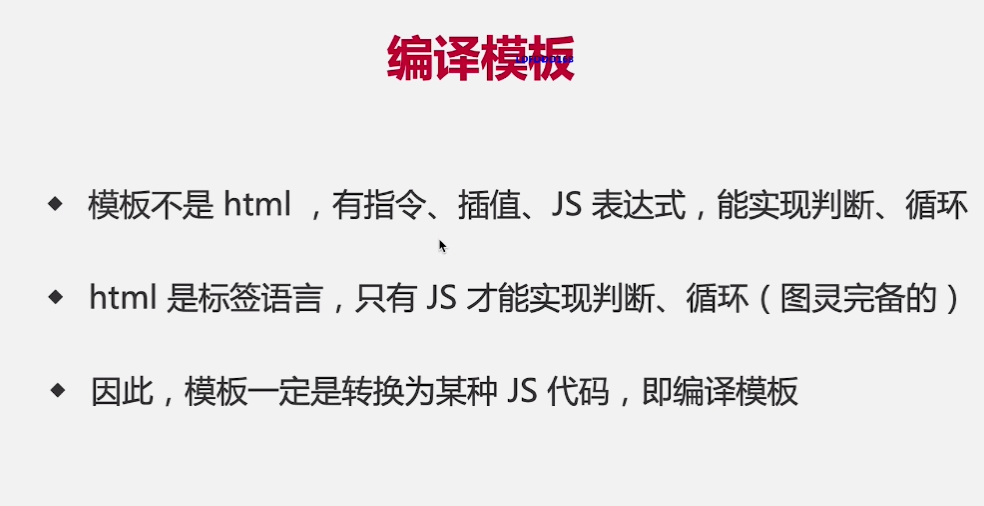 编译模板
模板不是 html ，有指令、插值、JS 表达式，能实现判断、循环
html 是标签语言，只有 JS 才能实现判断、循环（图灵完备的）
因此，模板一定是转换为某种 JS 代码，即编译模板